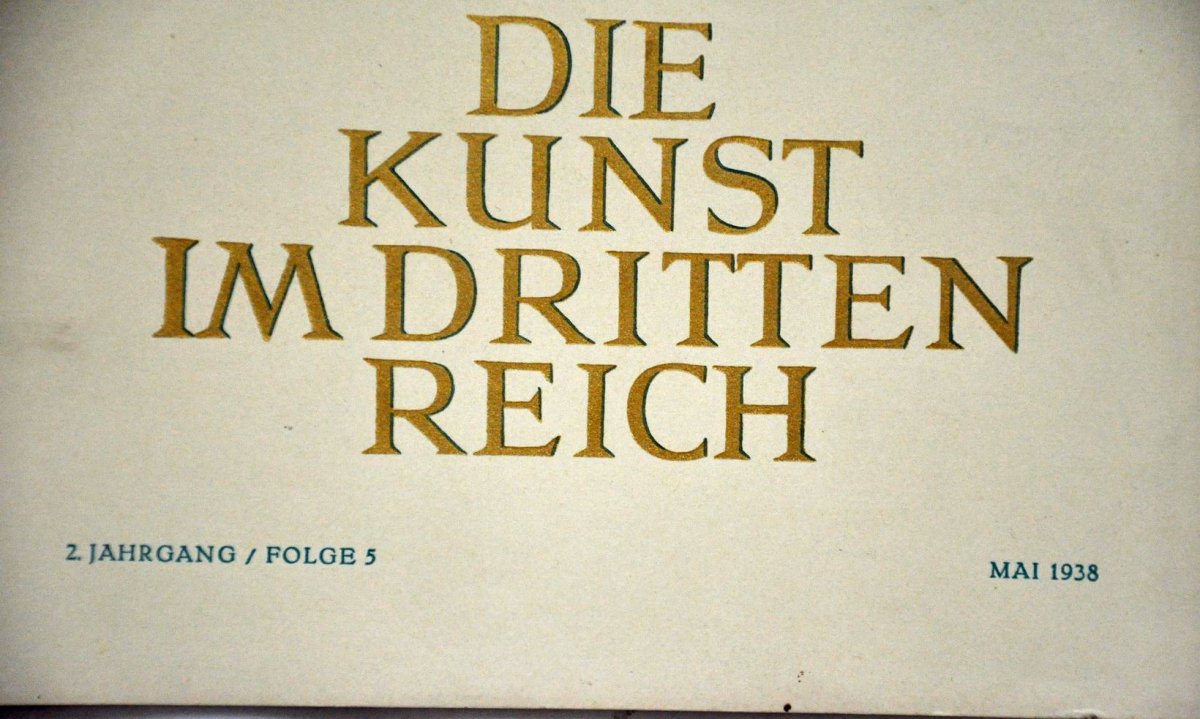 DIE
KUNST
IM DRITTEN
REICH
2. JAHRGANG / FOLGE 5
MAI 1938